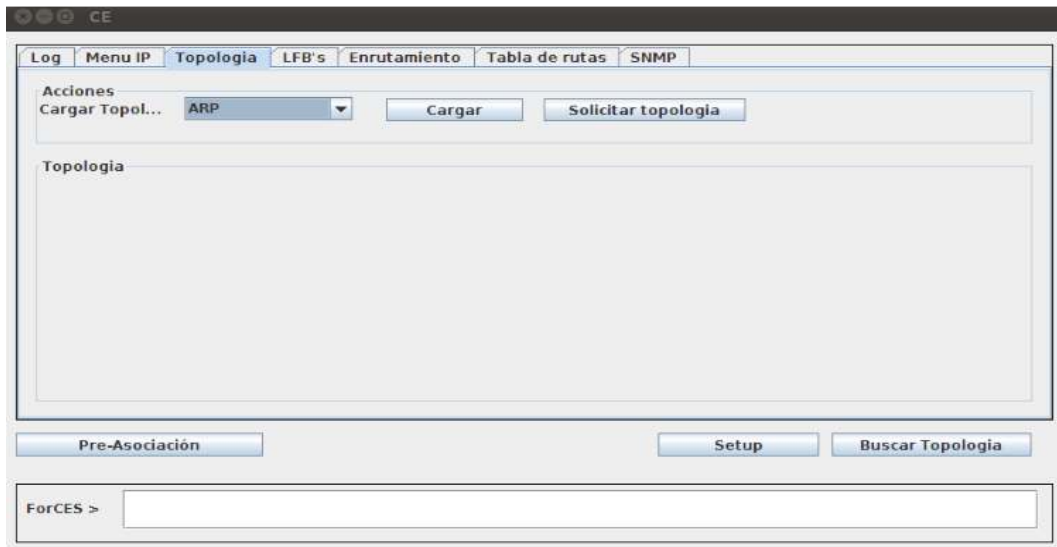 CE
Log Menu IP Topologia LFB's Enrutamiento Tabla de rutas SNMP
Acciones
Cargar Topol... ARP Cargar Solicitar topologia
Topologia
Pre-Asociación Setup Buscar Topologia
ForCES >